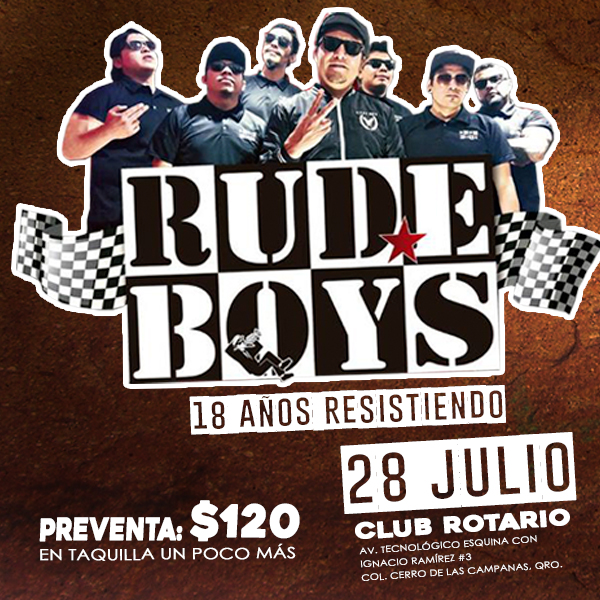 RUDE
BOYS
18 AÑOS RESISTIENDO
28 JULIO
PREVENTA: $120
EN TAQUILLA UN POCO MÁS
CLUB ROTARIO
AV. TECNOLÓGICO ESQUINA CON
IGNACIO RAMÍREZ #3
COL. CERRO DE LAS CAMPANAS, QRO.